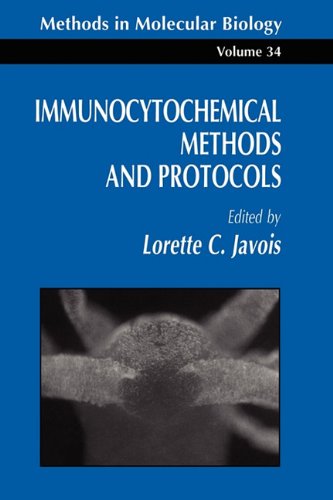 Methods in Molecular Biology
Volume 34
IMMUNOCYTOCHEMICAL
METHODS
AND PROTOCOLS
Edited by
Lorette C. Javois